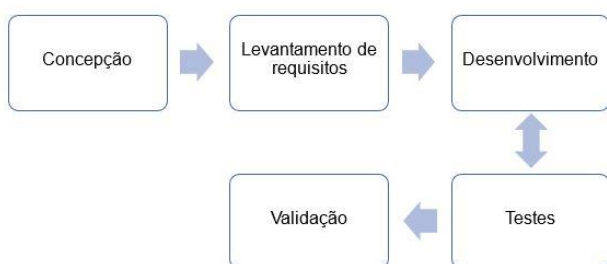 Concepção
Levantamento de
requisitos
Desenvolvimento
Validação
Testes